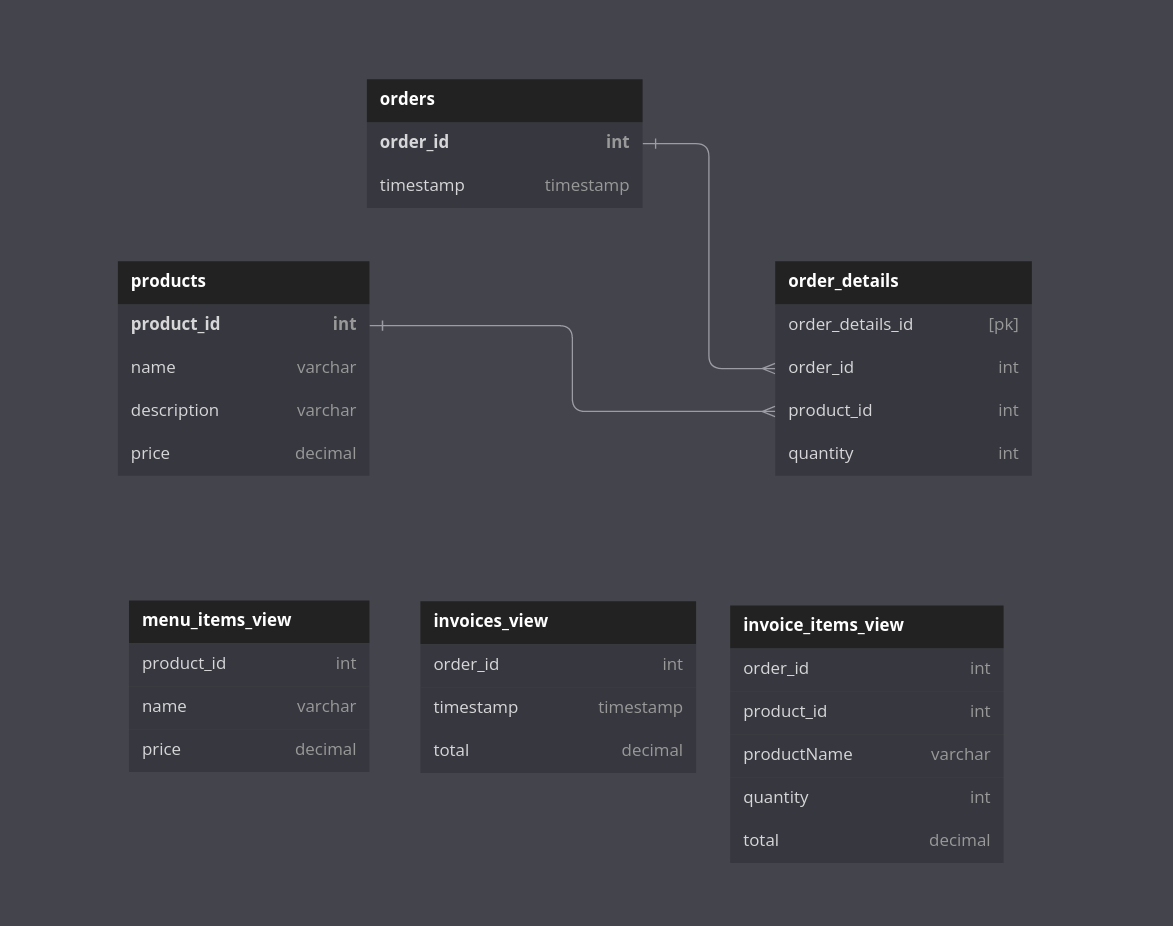 orders
order_id int
timestamp timestamp
products
product_id int
name varchar
description varchar
price decimal
order_details
order_details_id [pk]
order_id int
product_id int
quantity int
menu_items_view
product_id int
name varchar
price decimal
invoices_view
order_id int
timestamp timestamp
total decimal
invoice_items_view
order_id int
product_id int
productName varchar
quantity int
total decimal